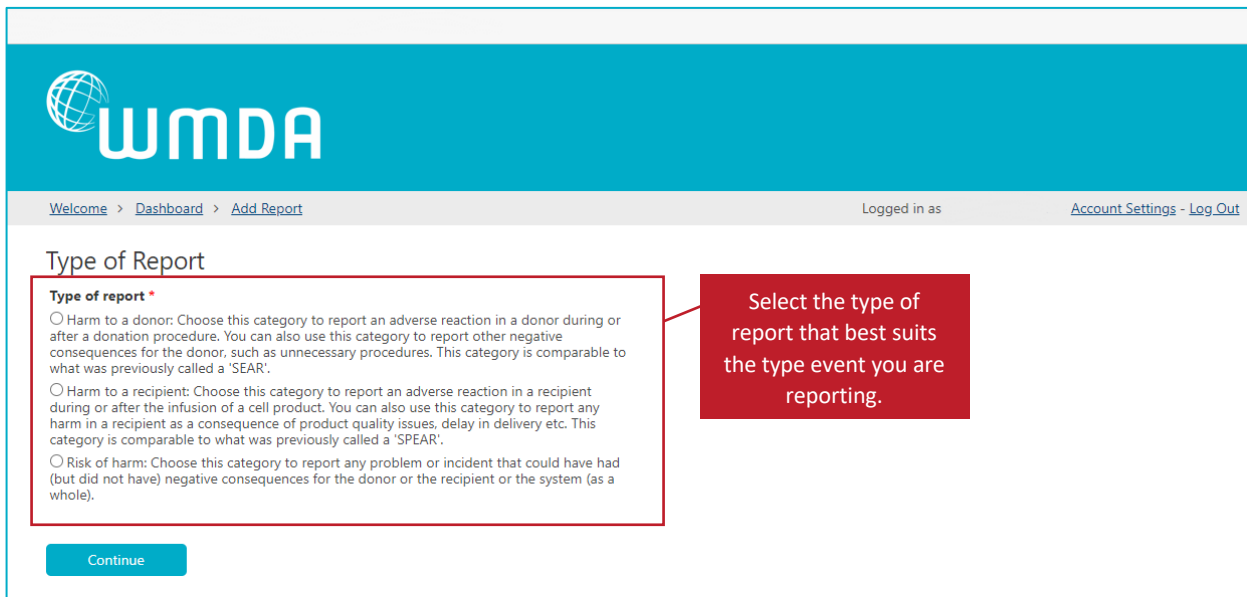 WMDA
Welcome > Dashboard > Add Report
Logged in as
Account Settings - Log Out
Type of Report
Type of report *
Harm to a donor: Choose this category to report an adverse reaction in a donor during or
after a donation procedure. You can also use this category to report other negative
consequences for the donor, such as unnecessary procedures. This category is comparable to
what was previously called a 'SEAR'.
Harm to a recipient: Choose this category to report an adverse reaction in a recipient
during or after the infusion of a cell product. You can also use this category to report any
harm in a recipient as a consequence of product quality issues, delay in delivery etc. This
category is comparable to what was previously called a 'SPEAR'.
Risk of harm: Choose this category to report any problem or incident that could have had
(but did not have) negative consequences for the donor or the recipient or the system (as a
whole).
Select the type of
report that best suits
the type event you are
reporting.
Continue